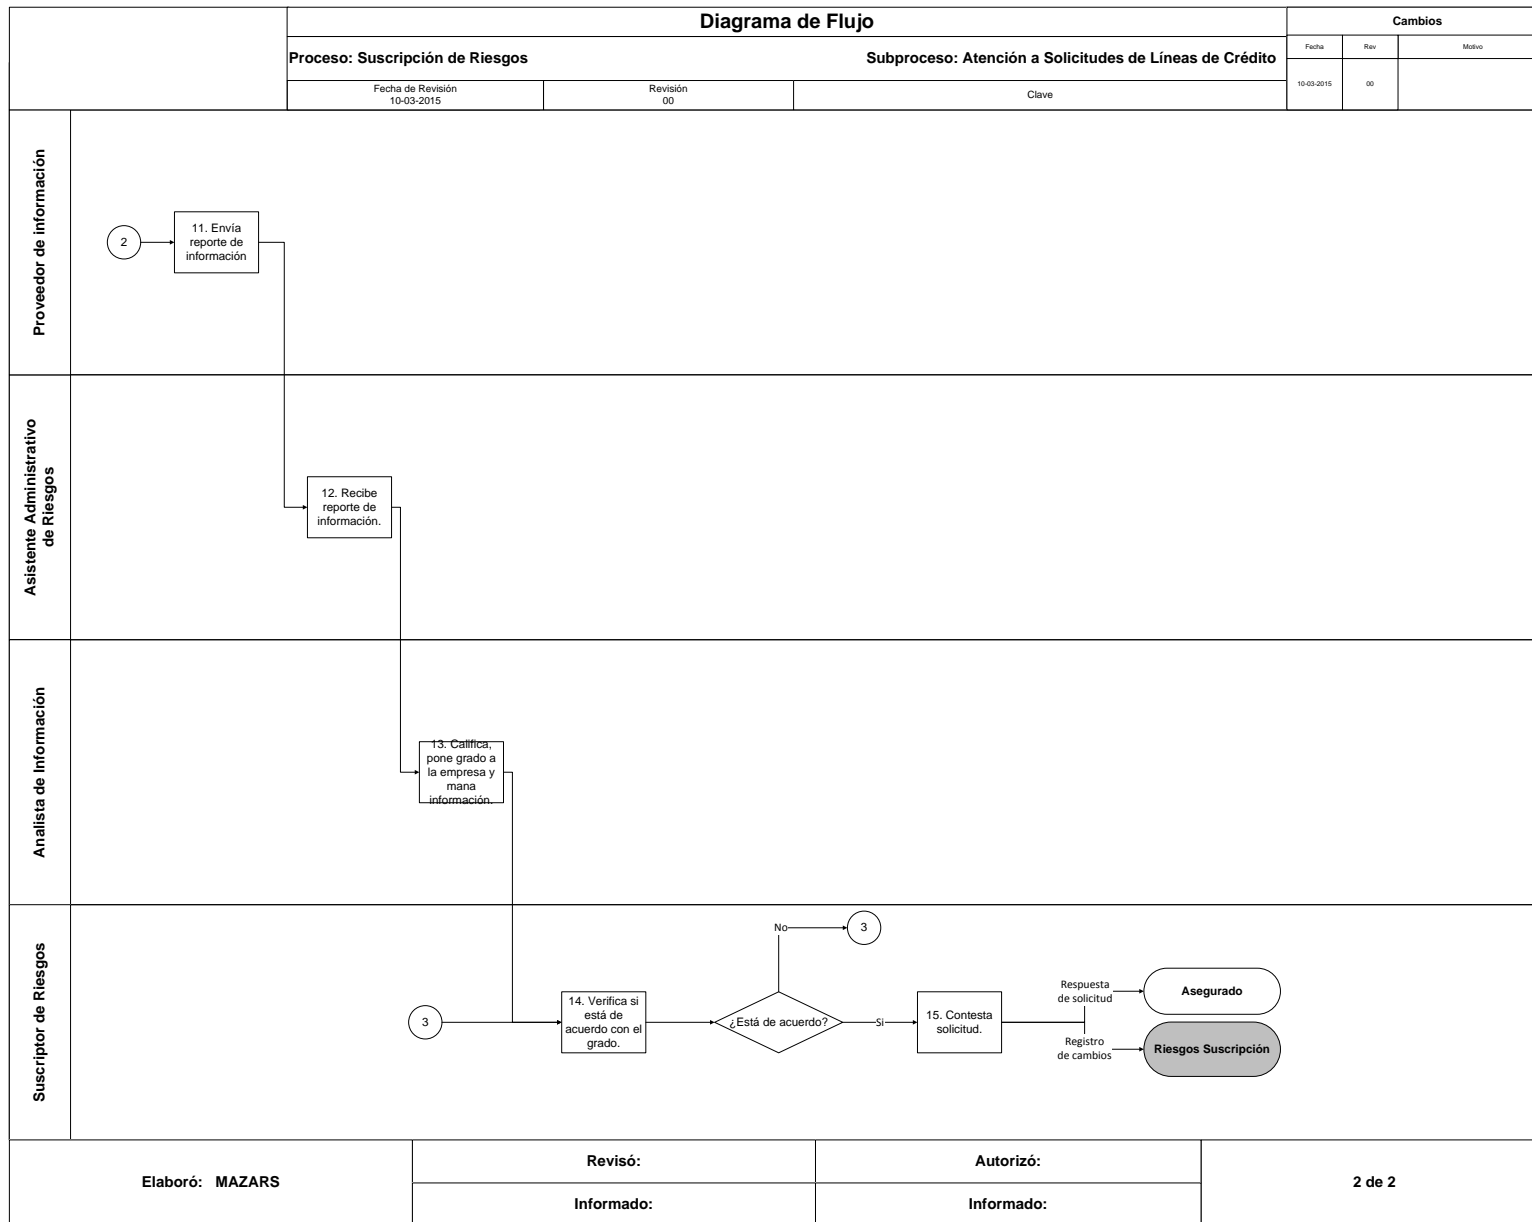 Diagrama de Flujo
Cambios
Proceso: Suscripción de Riesgos
Subproceso: Atención a Solicitudes de Líneas de Crédito
Fecha
Rev
Motivo
Fecha de Revisión
10-03-2015
Revisión
00
Clave
10-03-2015
00
Proveedor de información
2
11. Envía
reporte de
información
Asistente Administrativo
de Riesgos
12. Recibe
reporte de
información.
Analista de Información
13. Califica,
pone grado a
la empresa y
mana
información.
Suscriptor de Riesgos
3
14. Verifica si
está de
acuerdo con el
grado.
¿Está de acuerdo?
No
3
Si
15. Contesta
solicitud.
Respuesta
de solicitud
Asegurado
Registro
de cambios
Riesgos Suscripción
Elaboró: MAZARS
Revisó:
Autorizó:
Informado:
Informado:
2 de 2